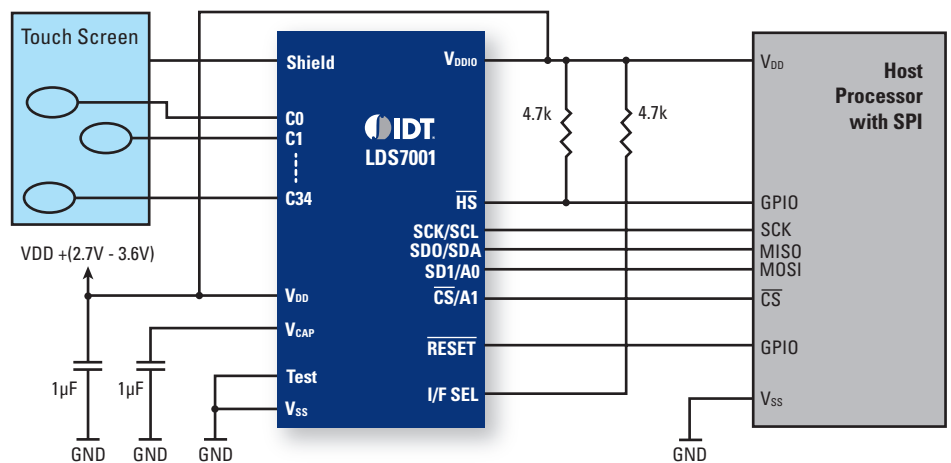 Touch Screen
VDD +(2.7V - 3.6V)
1µF
1µF
GND
GND
GND
Shield
C0
C1
C34
VDD
VCAP
Test
VSS
IDT.
LDS7001
VDDIO
HS
SCK/SCL
SDO/SDA
SD1/A0
CS/A1
RESET
I/F SEL
4.7k
4.7k
GND
Host
Processor
with SPI
VDD
GPIO
SCK
MISO
MOSI
CS
GPIO
VSS